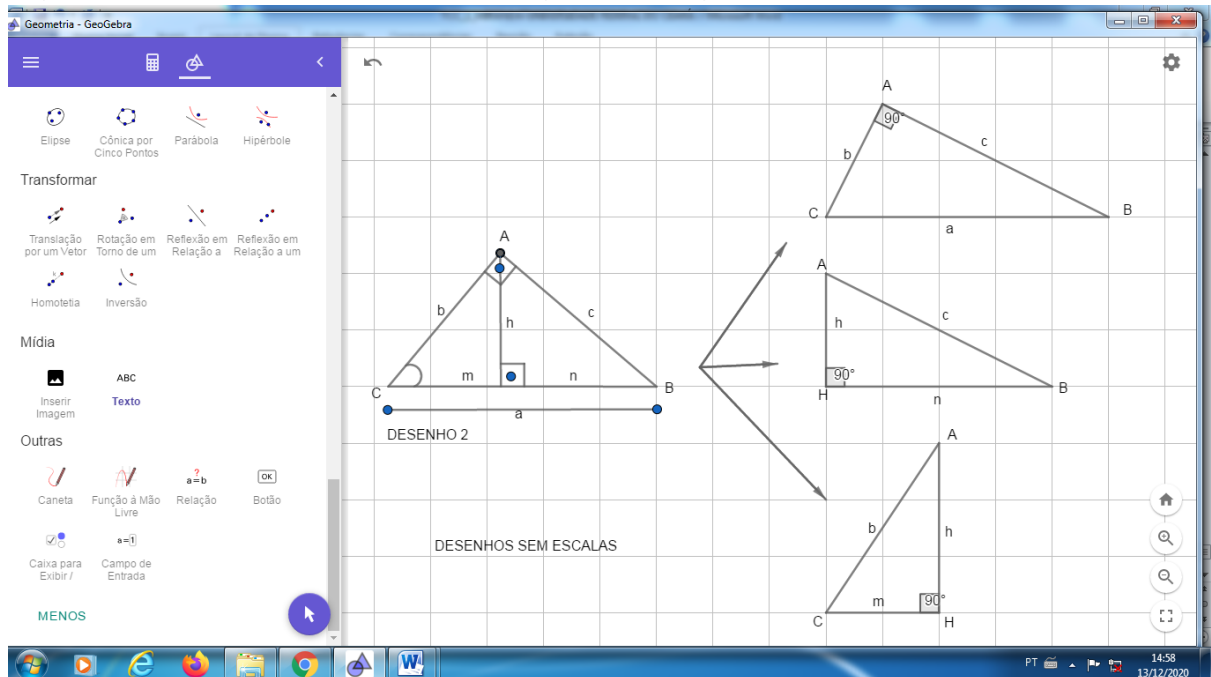 Geometria - GeoGebra
Elipse
Cônica por
Cinco Pontos
Parábola
Hipérbole
Transformar
Translação
por um Vetor
Rotação em
Torno de um
Reflexão em
Relação a
Reflexão em
Relação a um
Homotetia
Inversão
Mídia
Inserir
Imagem
ABC
Texto
Outras
Caneta
Função à Mão
Livre
?
a=b
Relação
OK
Botão
Caixa para
Exibir /
a=1
Campo de
Entrada
MENOS
A
b
c
h
m
n
C
B
a
DESENHO 2
DESENHOS SEM ESCALAS
A
90°
b
c
C
B
a
A
h
c
90°
H
B
n
A
b
h
m
90°
C
H
PT
14:58
13/12/2020